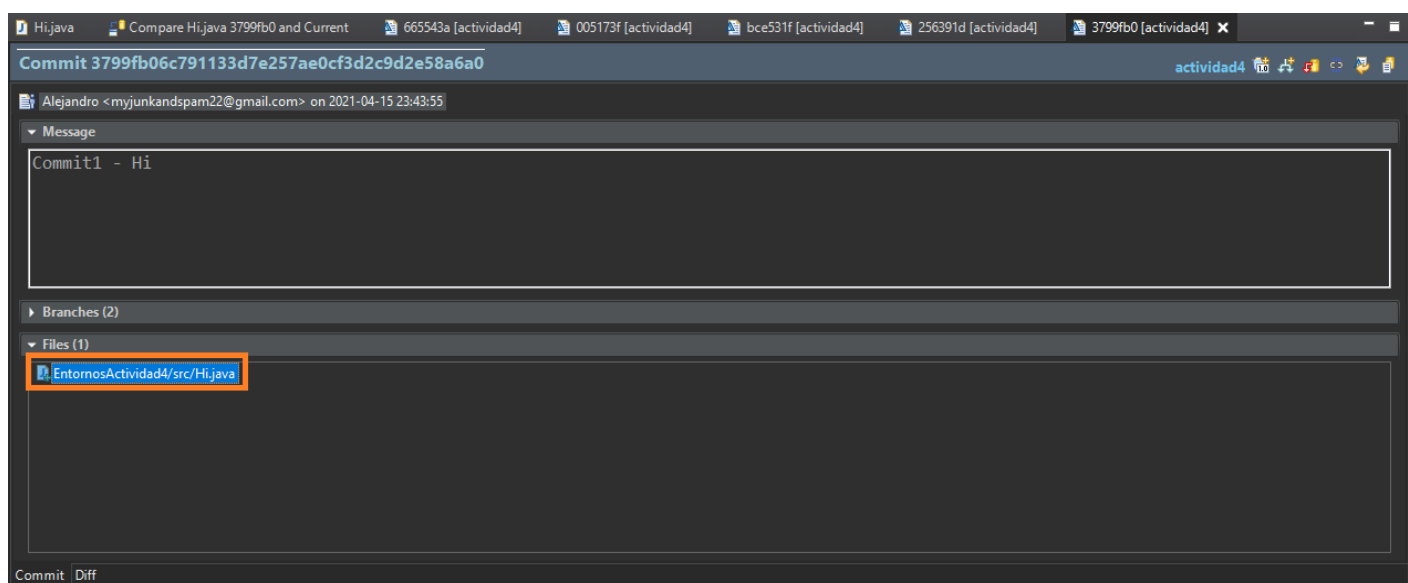 Hi.java Compare Hi.java 3799fb0 and Current 665543a [actividad4] 005173f [actividad4] bce531f [actividad4] 256391d [actividad4] 3799fb0 [actividad4]
Commit 3799fb06c791133d7e257ae0cf3d2c9d2e58a6a0 actividad4
Alejandro <myjunkandspam22@gmail.com> on 2021-04-15 23:43:55
Message
Commit1 - Hi
Branches (2)
Files (1)
EntornosActividad4/src/Hi.java
Commit Diff